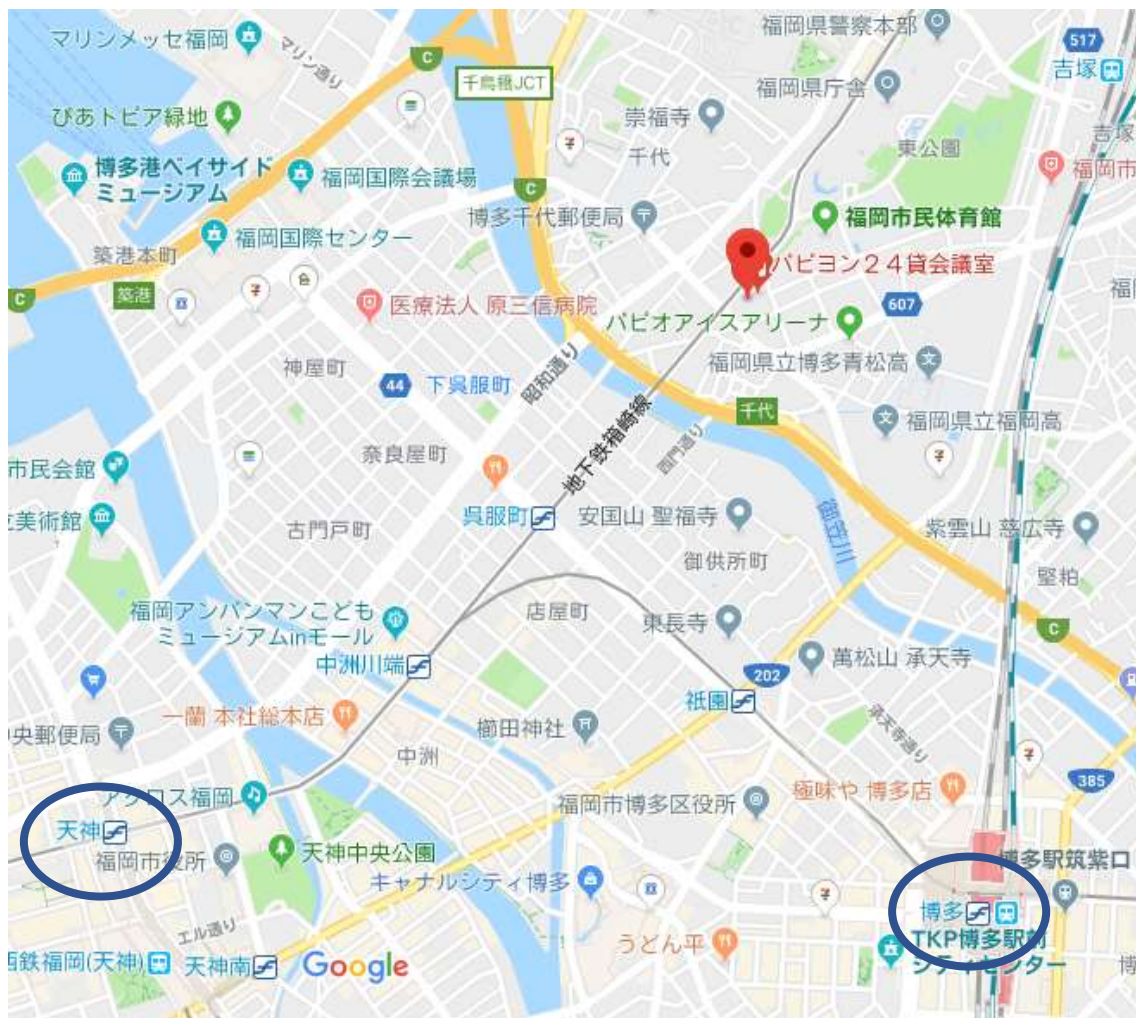 マリンメッセ福岡
マリン通り
C
千鳥橋JCT
福岡県警察本部
517
吉塚
福岡県庁舎
ぴあトピア緑地
崇福寺
千代
東公園
吉塚
博多港ベイサイド
ミュージアム
福岡国際会議場
C
福岡市
博多千代郵便局
福岡市民体育館
福岡国際センター
築港本町
パピヨン24貸会議室
C
築港
医療法人 原三信病院
607
福
パピオアイスアリーナ
昭和通り
神屋町
44
下呉服町
福岡県立博多青松高
地下鉄箱崎線
千代
西門通り
福岡県立福岡高
奈良屋町
市民会館
呉服町
安国山 聖福寺
御笠川
立美術館
古門戸町
紫雲山 慈広寺
御供所町
堅粕
福岡アンパンマンこども
ミュージアムinモール
店屋町
東長寺
C
中洲川端
萬松山 承天寺
202
祇園
一蘭 本社総本店
櫛田神社
承天寺通り
央郵便局
中洲
385
アクロス福岡
福岡市博多区役所
極味や 博多店
天神
福岡市役所
天神中央公園
博多駅筑紫口
キャナルシティ博多
博多
エル通り
うどん平
TKP博多駅前
シティセンター
西鉄福岡(天神)
天神南
Google
博